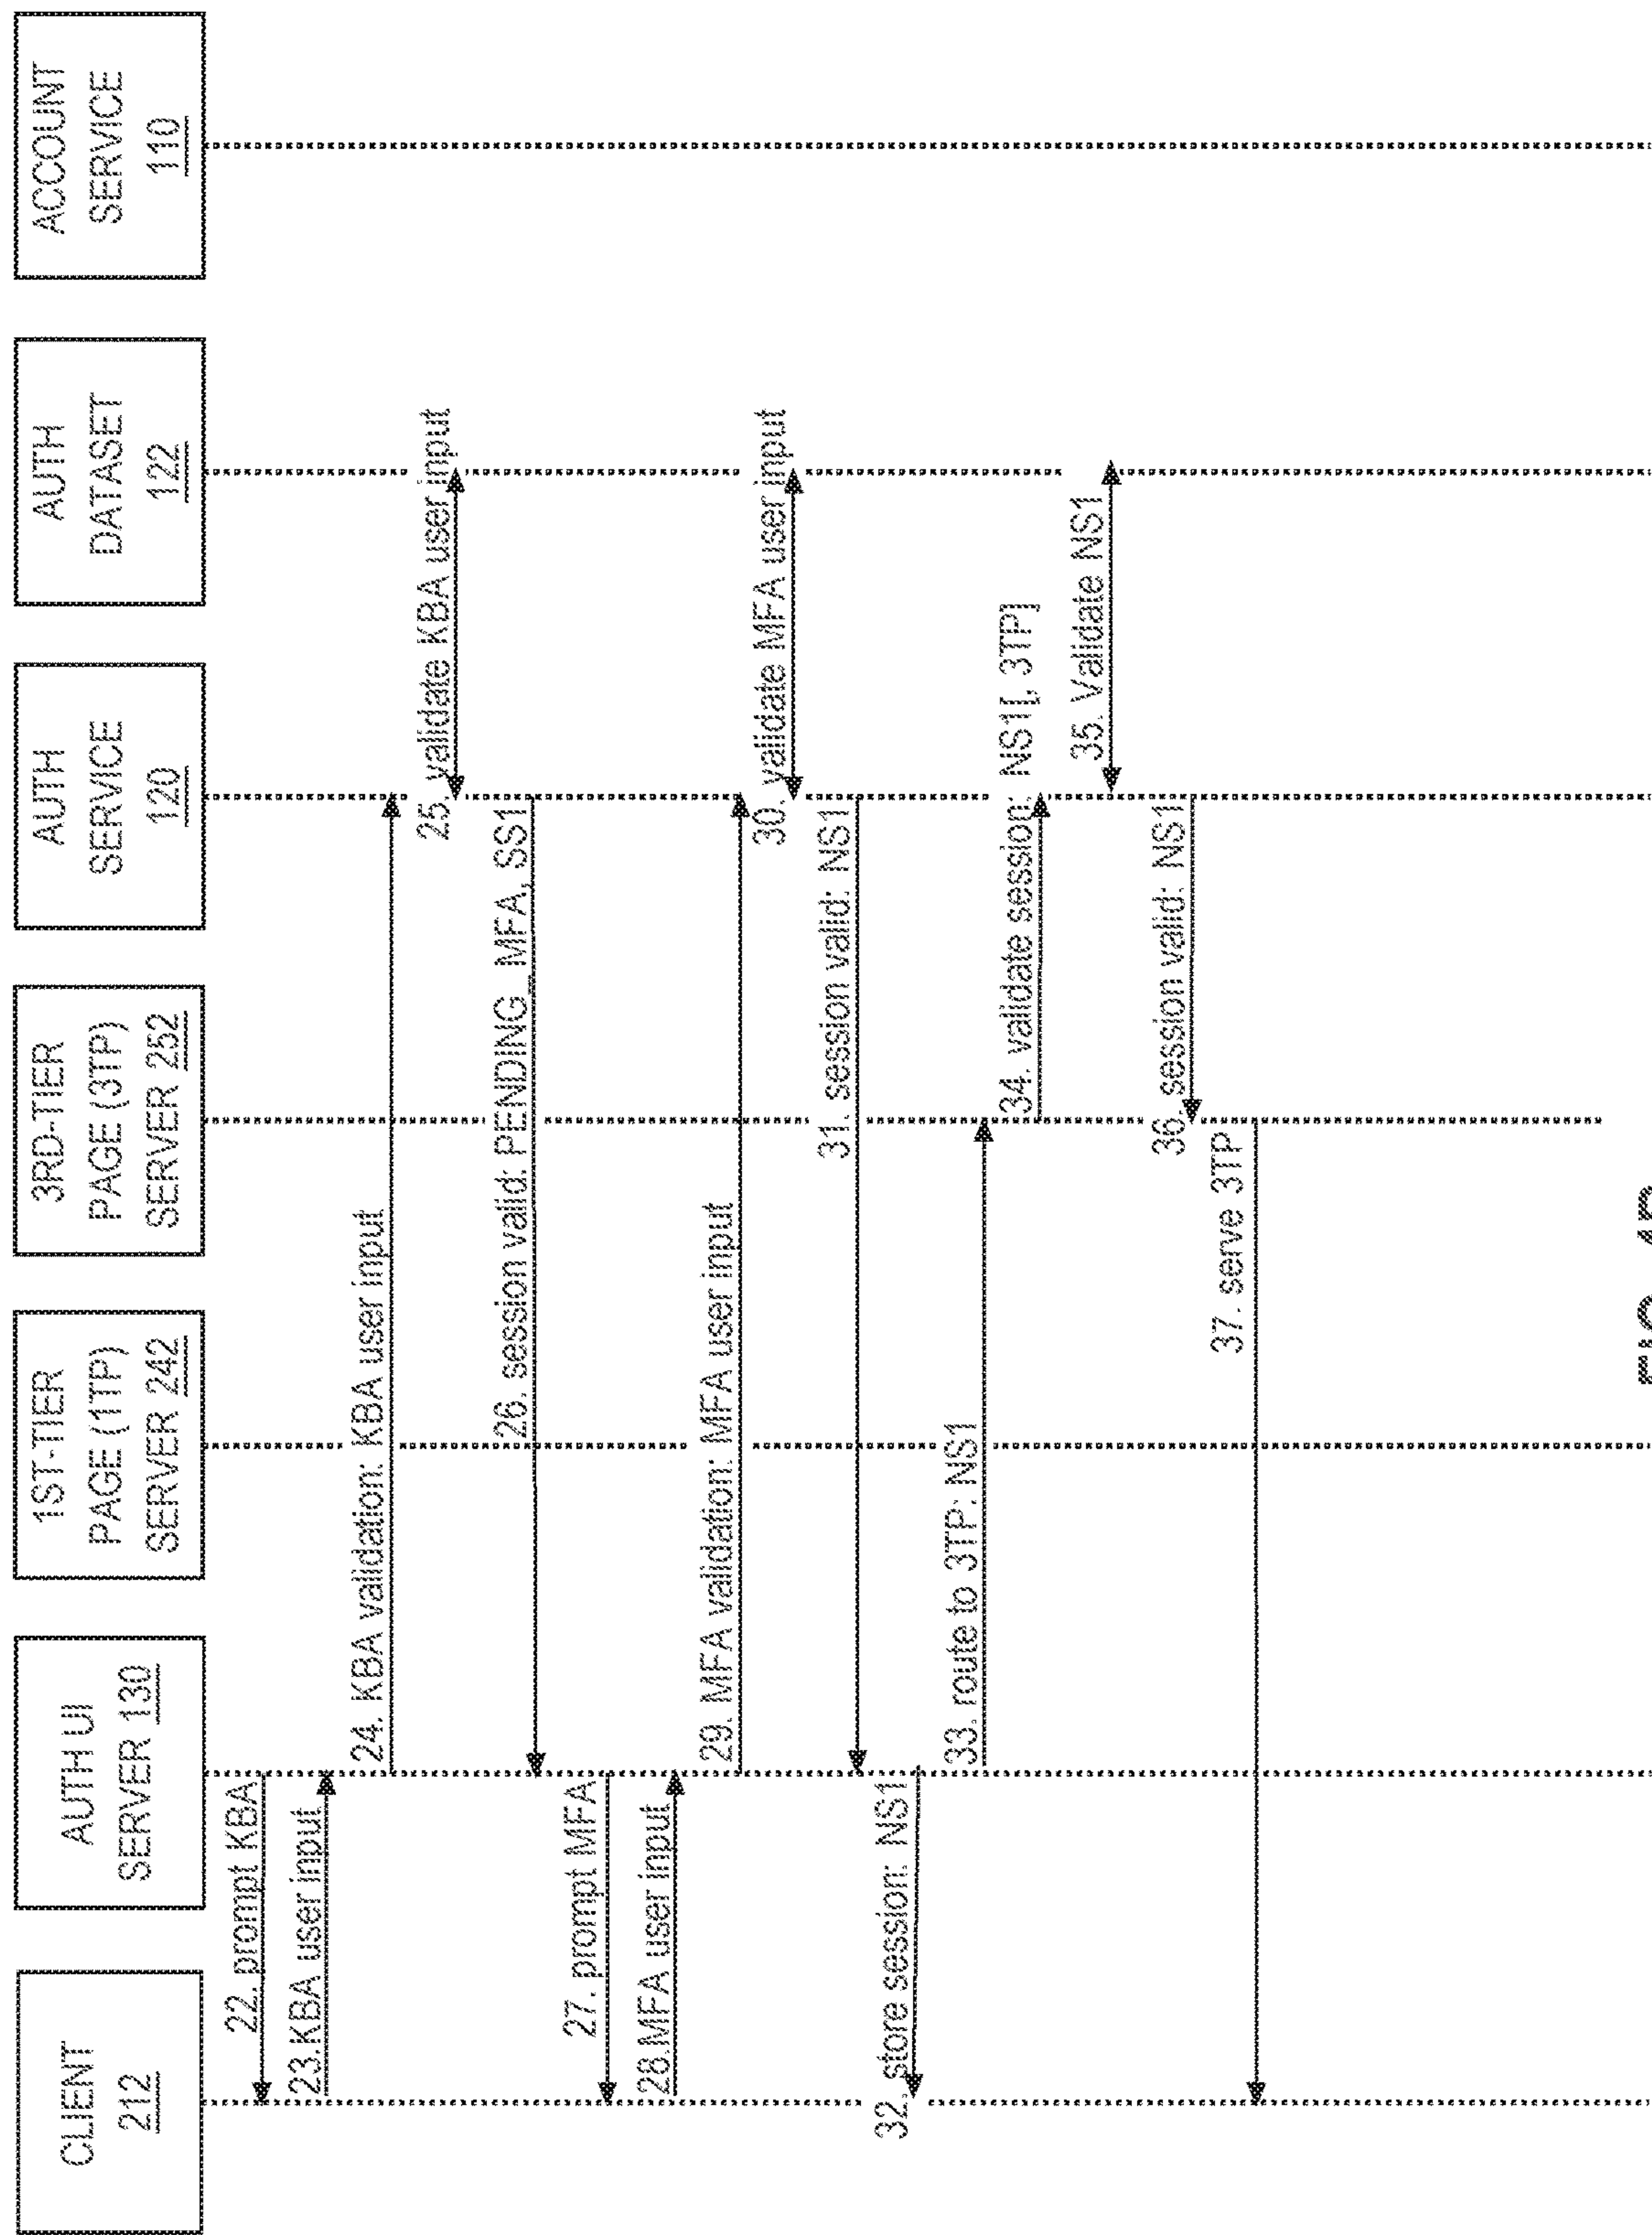 CLIENT
212
AUTH UI
SERVER 130
1ST-TIER
PAGE (1TP)
SERVER 242
3RD-TIER
PAGE (3TP)
SERVER 252
AUTH
SERVICE
120
AUTH
DATASET
122
ACCOUNT
SERVICE
110
22. prompt KBA
23.KBA user input
24. KBA validation: KBA user input
25. validate KBA user input
26. session valid: PENDING_MFA, SS1
27. prompt MFA
28.MFA user input
29. MFA validation: MFA user input
30. validate MFA user input
31. session valid: NS1
32. store session: NS1
33. route to 3TP: NS1
34. validate session: NS1[, 3TP]
35. Validate NS1
36. session valid: NS1
37. serve 3TP